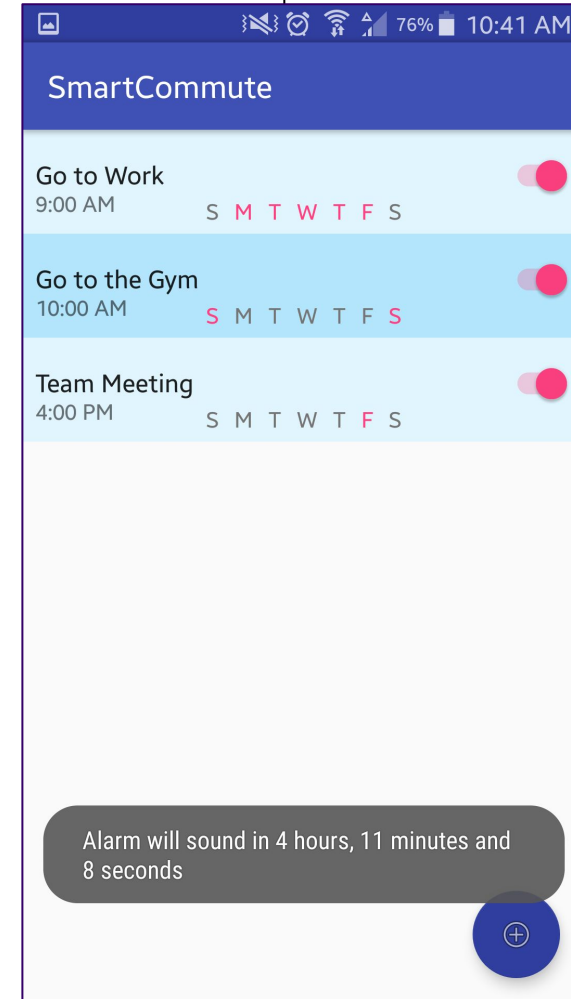 76% 10:41 AM
SmartCommute
Go to Work
9:00 AM
S M T W T F S
Go to the Gym
10:00 AM
S M T W T F S
Team Meeting
4:00 PM
S M T W T F S
Alarm will sound in 4 hours, 11 minutes and
8 seconds